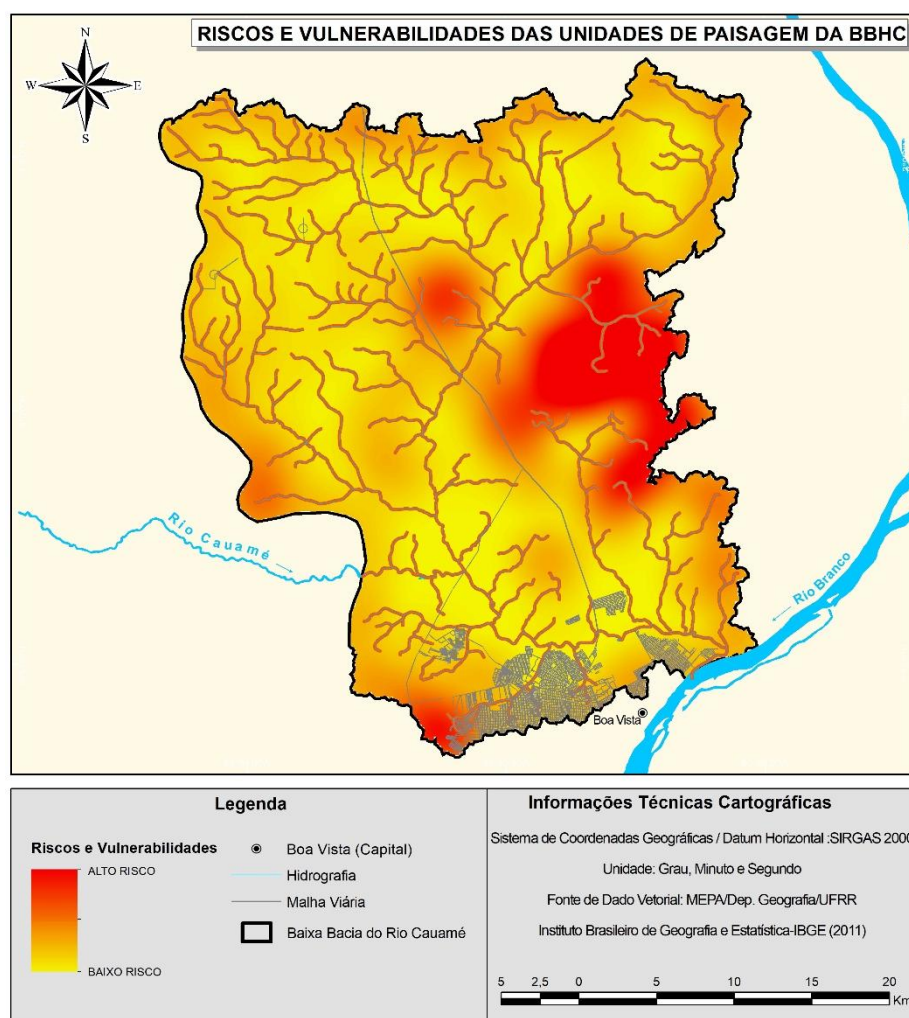 RISCOS E VULNERABILIDADES DAS UNIDADES DE PAISAGEM DA BBHC
N
W
E
S
Rio Cauamé
Rio Branco
Boa Vista
Legenda
Riscos e Vulnerabilidades
ALTO RISCO
BAIXO RISCO
Boa Vista (Capital)
Hidrografia
Malha Viária
Baixa Bacia do Rio Cauamé
Informações Técnicas Cartográficas
Sistema de Coordenadas Geográficas / Datum Horizontal :SIRGAS 2000
Unidade: Grau, Minuto e Segundo
Fonte de Dado Vetorial: MEPA/Dep. Geografia/UFRR
Instituto Brasileiro de Geografia e Estatística-IBGE (2011)
5 2,5 0 5 10 15 20
Km